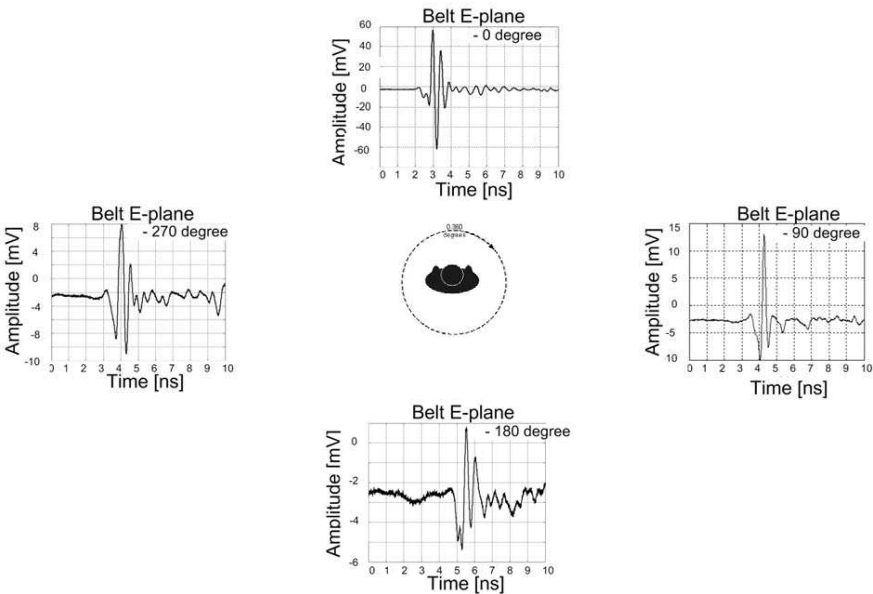 Belt E-plane
- 0 degree
Amplitude [mV]
60
40
20
0
-20
-40
-60
0 1 2 3 4 5 6 7 8 9 10
Time [ns]
Belt E-plane
- 270 degree
Amplitude [mV]
8
4
0
-4
-8
-10
0 1 2 3 4 5 6 7 8 9 10
Time [ns]
0.360
degrees
Belt E-plane
- 90 degree
Amplitude [mV]
15
10
5
0
-5
10
0 1 2 3 4 5 6 7 8 9 10
Time [ns]
Belt E-plane
- 180 degree
Amplitude [mV]
0
-2
-4
-6
0 1 2 3 4 5 6 7 8 9 10
Time [ns]